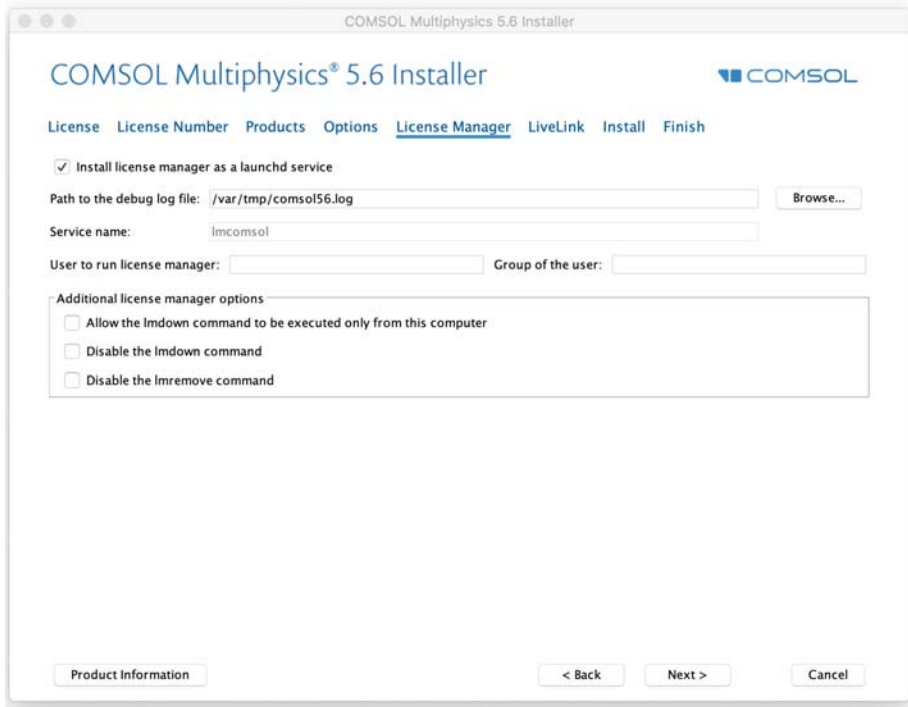 COMSOL Multiphysics 5.6 Installer
COMSOL Multiphysics® 5.6 Installer
COMSOL
License License Number Products Options License Manager LiveLink Install Finish
Install license manager as a launchd service
Path to the debug log file: /var/tmp/comsol56.log Browse...
Service name: lmcomsol
User to run license manager: Group of the user:
Additional license manager options
Allow the lmdown command to be executed only from this computer
Disable the lmdown command
Disable the lmremove command
Product Information < Back Next > Cancel